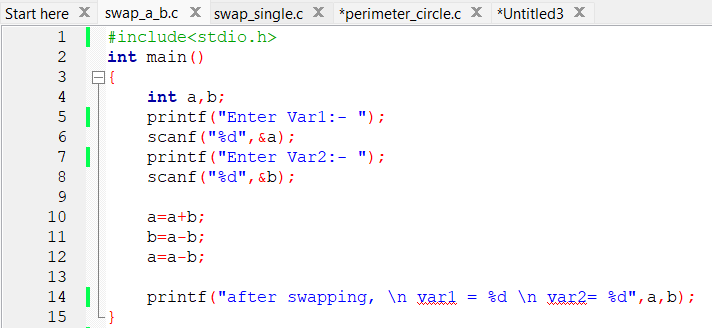 Start here X swap_a_b.c X swap_single.c X *perimeter_circle.c X *Untitled3 X
1 #include<stdio.h>
2 int main()
3 {
4 int a,b;
5 printf("Enter Var1:- ");
6 scanf("%d",&a);
7 printf("Enter Var2:- ");
8 scanf("%d",&b);
9
10 a=a+b;
11 b=a-b;
12 a=a-b;
13
14 printf("after swapping, \n var1 = %d \n var2= %d",a,b);
15 }